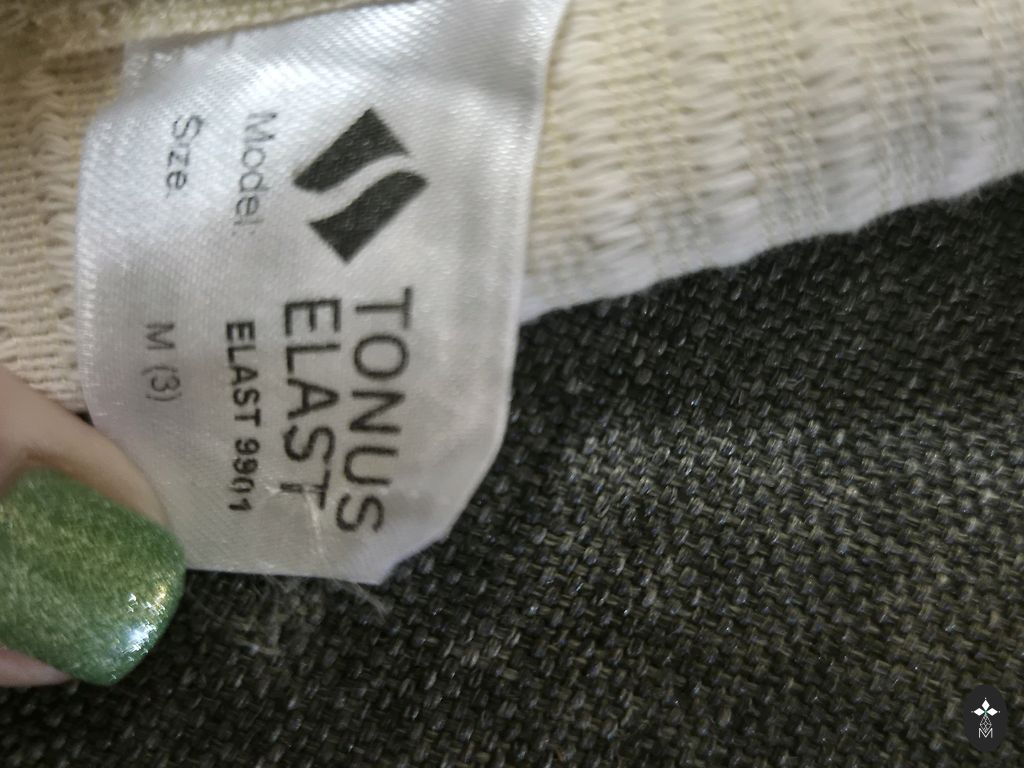 TONUS
ELAST
Model: ELAST 9901
Size M (3)